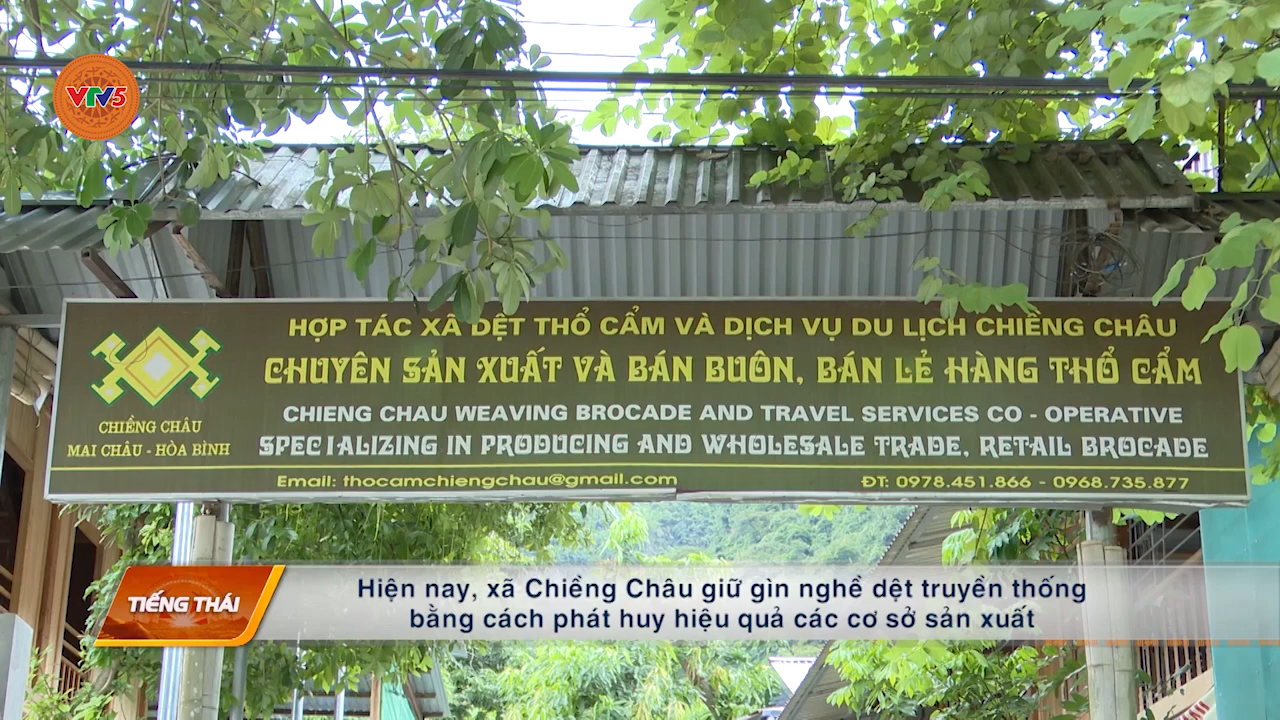 VTV5
HỢP TÁC XÃ DỆT THỔ CẨM VÀ DỊCH VỤ DU LỊCH CHIỀNG CHÂU
CHUYÊN SẢN XUẤT VÀ BÁN BUÔN, BÁN LẺ HÀNG THỔ CẨM
CHIENG CHAU WEAVING BROCADE AND TRAVEL SERVICES CO - OPERATIVE
SPECIALIZING IN PRODUCING AND WHOLESALE TRADE, RETAIL BROCADE
CHIỀNG CHÂU
MAI CHÂU - HÒA BÌNH
Email: thocamchiengchau@gmail.com
ĐT: 0978.451.866 - 0968.735.877
TIẾNG THÁI
Hiện nay, xã Chiềng Châu giữ gìn nghề dệt truyền thống
bằng cách phát huy hiệu quả các cơ sở sản xuất